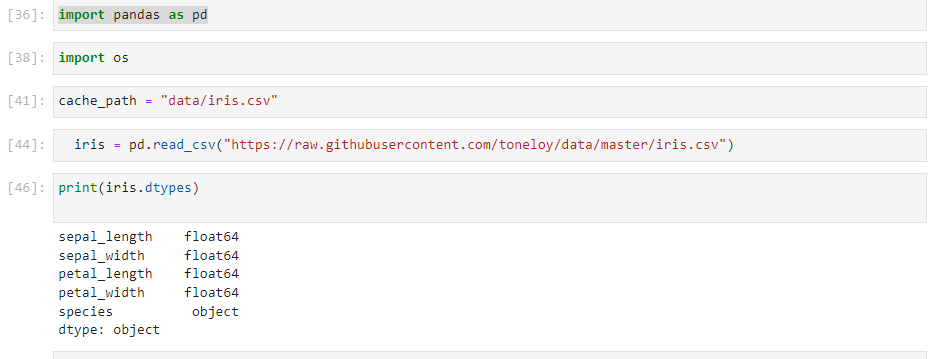 [36]: import pandas as pd
[38]: import os
[41]: cache_path = "data/iris.csv"
[44]: iris = pd.read_csv("https://raw.githubusercontent.com/toneloy/data/master/iris.csv")
[46]: print(iris.dtypes)
sepal_length    float64
sepal_width     float64
petal_length    float64
petal_width     float64
species          object
dtype: object